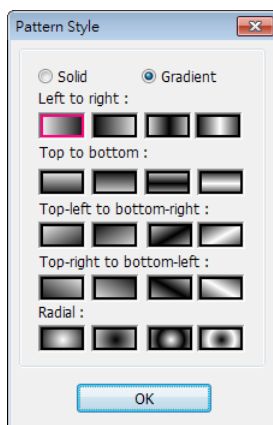 Pattern Style
Solid Gradient
Left to right :
Top to bottom :
Top-left to bottom-right :
Top-right to bottom-left :
Radial :
OK